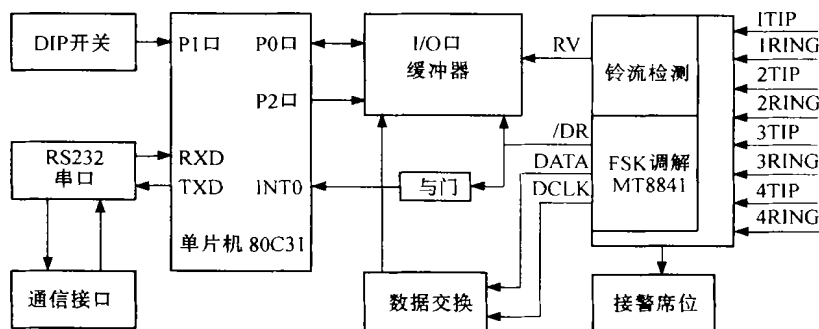 DIP开关
P1口
P0口
I/O口
缓冲器
RV
铃流检测
1TIP
1RING
2TIP
2RING
3TIP
3RING
4TIP
4RING
P2口
/DR
DATA
DCLK
FSK调解
MT8841
RS232
串口
RXD
TXD
INT0
与门
单片机 80C31
通信接口
数据交换
接警席位